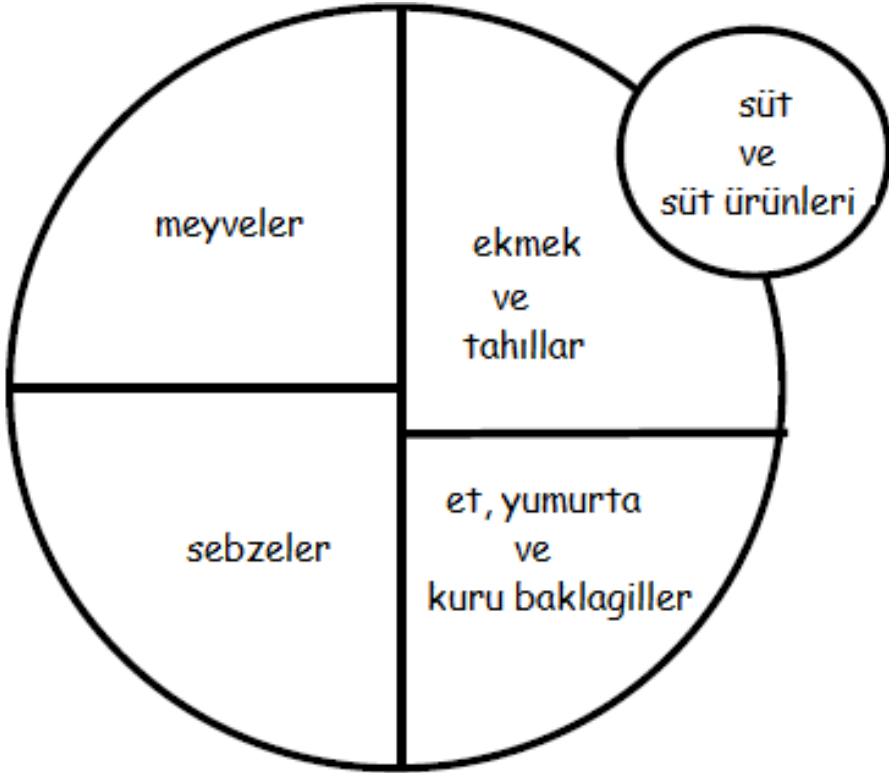 meyveler
ekmek
ve
tahıllar
süt
ve
süt ürünleri
sebzeler
et, yumurta
ve
kuru baklagiller